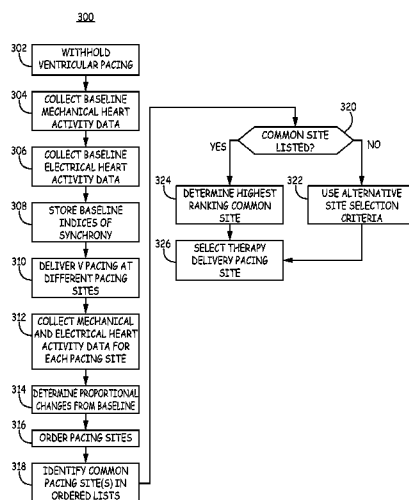 300
302
WITHHOLD
VENTRICULAR PACING
304
COLLECT BASELINE
MECHANICAL HEART
ACTIVITY DATA
306
COLLECT BASELINE
ELECTRICAL HEART
ACTIVITY DATA
308
STORE BASELINE
INDICES OF
SYNCHRONY
310
DELIVER V PACING AT
DIFFERENT PACING
SITES
312
COLLECT MECHANICAL
AND ELECTRICAL HEART
ACTIVITY DATA FOR
EACH PACING SITE
314
DETERMINE PROPORTIONAL
CHANGES FROM BASELINE
316
ORDER PACING SITES
318
IDENTIFY COMMON
PACING SITE(S) IN
ORDERED LISTS
320
COMMON SITE
LISTED?
YES
NO
324
DETERMINE HIGHEST
RANKING COMMON
SITE
322
USE ALTERNATIVE
SITE SELECTION
CRITERIA
326
SELECT THERAPY
DELIVERY PACING
SITE